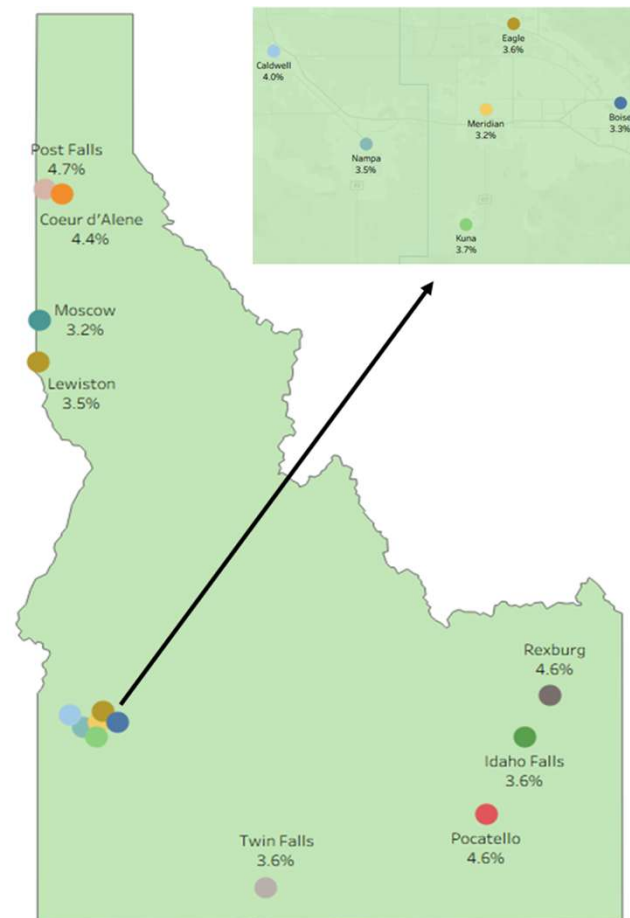 Eagle
3.6%
Caldwell
4.0%
Boise
3.3%
Meridian
3.2%
Nampa
3.5%
Kuna
3.7%
Post Falls
4.7%
Coeur d'Alene
4.4%
Moscow
3.2%
Lewiston
3.5%
Rexburg
4.6%
Idaho Falls
3.6%
Pocatello
4.6%
Twin Falls
3.6%